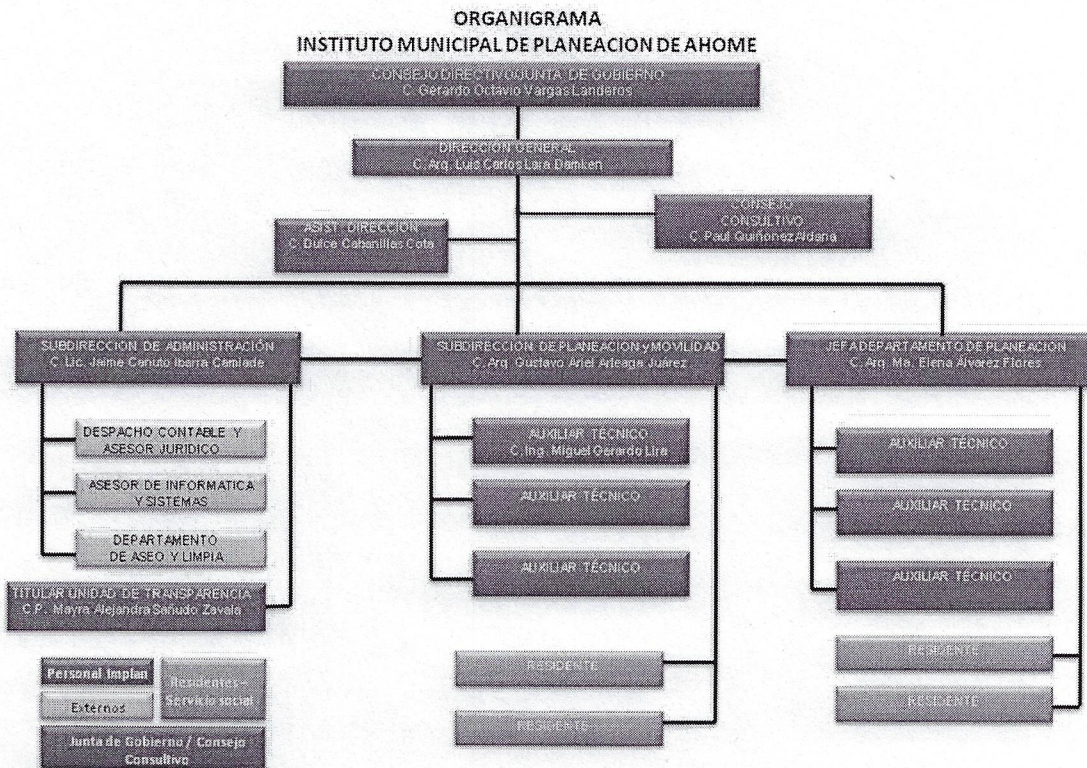 ORGANIGRAMA
INSTITUTO MUNICIPAL DE PLANEACION DE AHOME
CONSEJO DIRECTIVO/JUNTA DE GOBIERNO
C. Gerardo Octavio Vargas Landeros
DIRECCION GENERAL
C. Arq. Luis Carlos Lara Damken
ASIST. DIRECCION
C. Dulce Cabanillas Cota
CONSEJO
CONSULTIVO
C. Paul Quiñonez Aldana
SUBDIRECCION DE ADMINISTRACIÓN
C. Lic. Jaime Canuto Ibarra Camlade
SUBDIRECCION DE PLANEACION y MOVILIDAD
C. Arq. Gustavo Ariel Arteaga Juárez
JEFA DEPARTAMENTO DE PLANEACION
C. Arq. Ma. Elena Álvarez Flores
DESPACHO CONTABLE Y
ASESOR JURIDICO
ASESOR DE INFORMATICA
Y SISTEMAS
DEPARTAMENTO
DE ASEO Y LIMPIA
TITULAR UNIDAD DE TRANSPARENCIA
C.P. Mayra Alejandra Sañudo Zavala
AUXILIAR TÉCNICO
C. Ing. Miguel Gerardo Lira
AUXILIAR TÉCNICO
AUXILIAR TÉCNICO
RESIDENTE
RESIDENTE
AUXILIAR TÉCNICO
AUXILIAR TÉCNICO
AUXILIAR TÉCNICO
RESIDENTE
RESIDENTE
Personal Implan
Externos
Residentes –
Servicio social
Junta de Gobierno / Consejo
Consultivo